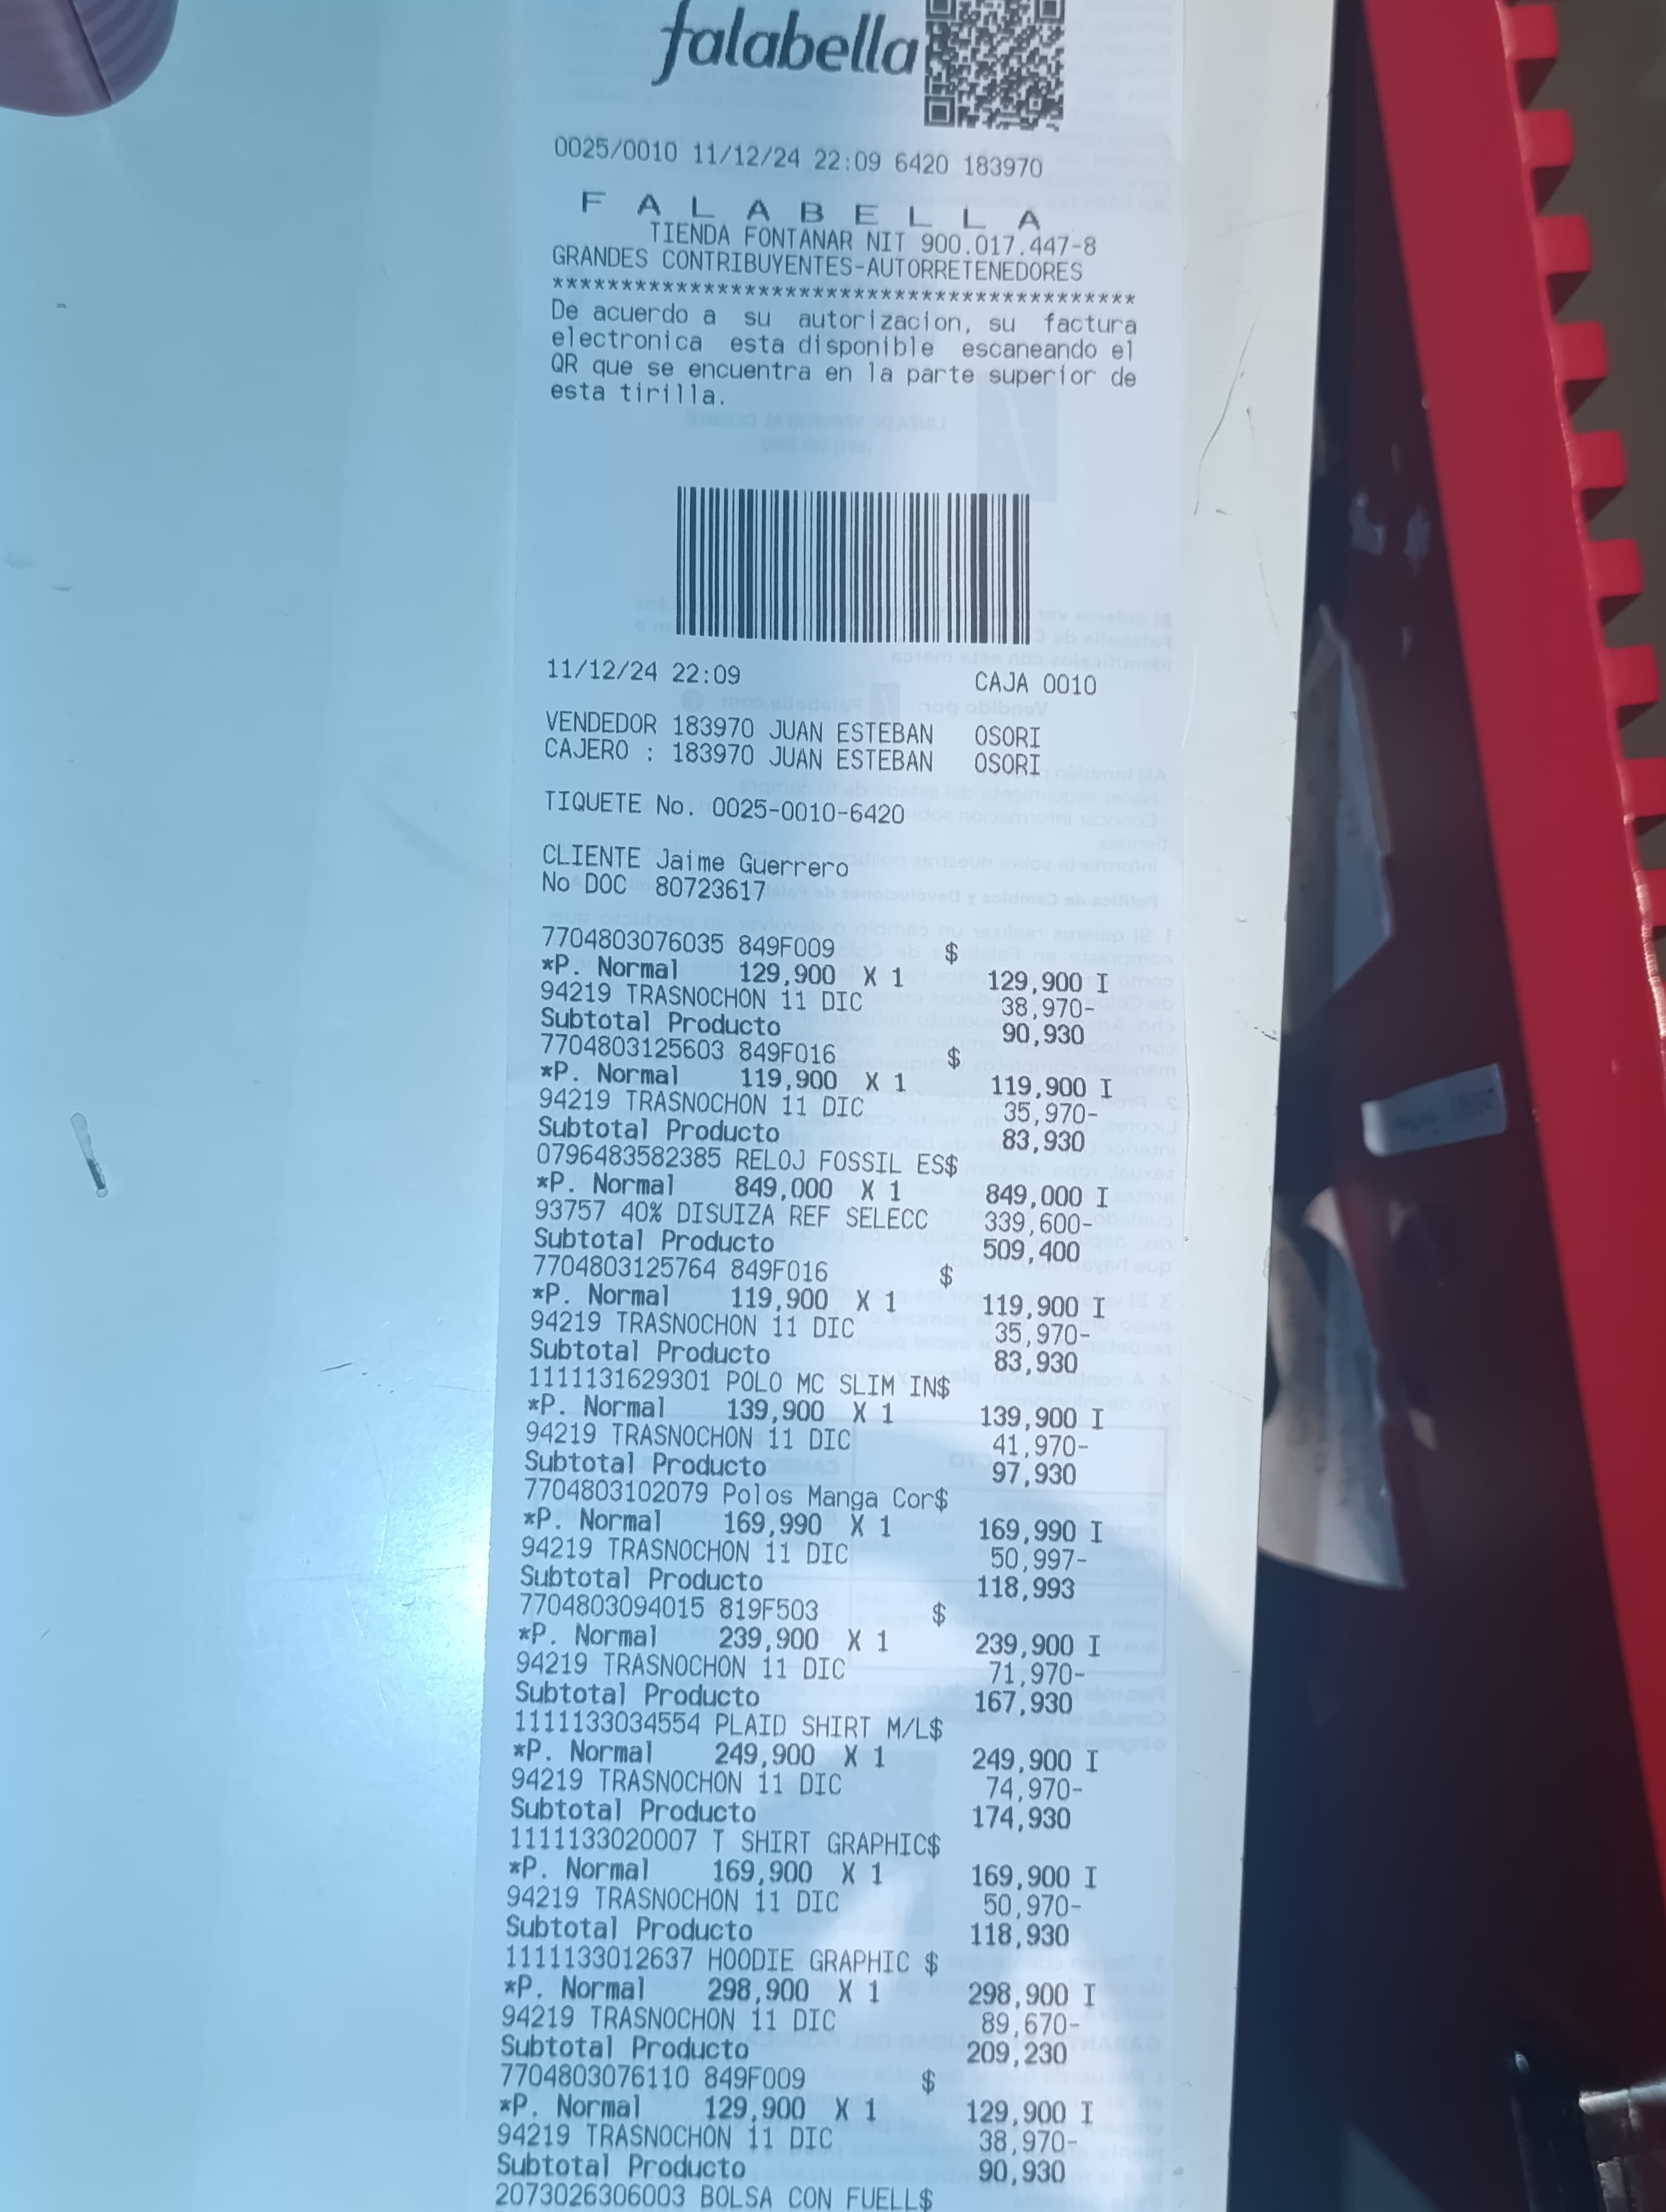 falabella
0025/0010 11/12/24 22:09 6420 183970
F A L A B E L L A
TIENDA FONTANAR NIT 900.017.447-8
GRANDES CONTRIBUYENTES-AUTORRETENEDORES
******************************************
De acuerdo a su autorizacion, su factura
electronica esta disponible escaneando el
QR que se encuentra en la parte superior de
esta tirilla.
11/12/24 22:09 CAJA 0010
VENDEDOR 183970 JUAN ESTEBAN OSORI
CAJERO : 183970 JUAN ESTEBAN OSORI
TIQUETE No. 0025-0010-6420
CLIENTE Jaime Guerrero
No DOC 80723617
7704803076035 849F009 $
*P. Normal 129,900 X 1 129,900 I
94219 TRASNOCHON 11 DIC 38,970-
Subtotal Producto 90,930
7704803125603 849F016 $
*P. Normal 119,900 X 1 119,900 I
94219 TRASNOCHON 11 DIC 35,970-
Subtotal Producto 83,930
0796483582385 RELOJ FOSSIL ES$
*P. Normal 849,000 X 1 849,000 I
93757 40% DISUIZA REF SELECC 339,600-
Subtotal Producto 509,400
7704803125764 849F016 $
*P. Normal 119,900 X 1 119,900 I
94219 TRASNOCHON 11 DIC 35,970-
Subtotal Producto 83,930
1111131629301 POLO MC SLIM IN$
*P. Normal 139,900 X 1 139,900 I
94219 TRASNOCHON 11 DIC 41,970-
Subtotal Producto 97,930
7704803102079 Polos Manga Cor$
*P. Normal 169,990 X 1 169,990 I
94219 TRASNOCHON 11 DIC 50,997-
Subtotal Producto 118,993
7704803094015 819F503 $
*P. Normal 239,900 X 1 239,900 I
94219 TRASNOCHON 11 DIC 71,970-
Subtotal Producto 167,930
1111133034554 PLAID SHIRT M/L$
*P. Normal 249,900 X 1 249,900 I
94219 TRASNOCHON 11 DIC 74,970-
Subtotal Producto 174,930
1111133020007 T SHIRT GRAPHIC$
*P. Normal 169,900 X 1 169,900 I
94219 TRASNOCHON 11 DIC 50,970-
Subtotal Producto 118,930
1111133012637 HOODIE GRAPHIC $
*P. Normal 298,900 X 1 298,900 I
94219 TRASNOCHON 11 DIC 89,670-
Subtotal Producto 209,230
7704803076110 849F009 $
*P. Normal 129,900 X 1 129,900 I
94219 TRASNOCHON 11 DIC 38,970-
Subtotal Producto 90,930
2073026306003 BOLSA CON FUELL$